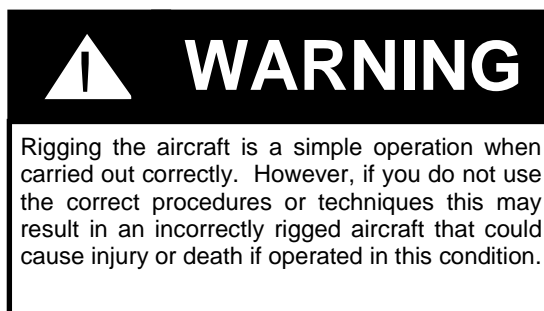 WARNING
Rigging the aircraft is a simple operation when
carried out correctly.  However, if you do not use
the correct procedures or techniques this may
result in an incorrectly rigged aircraft that could
cause injury or death if operated in this condition.